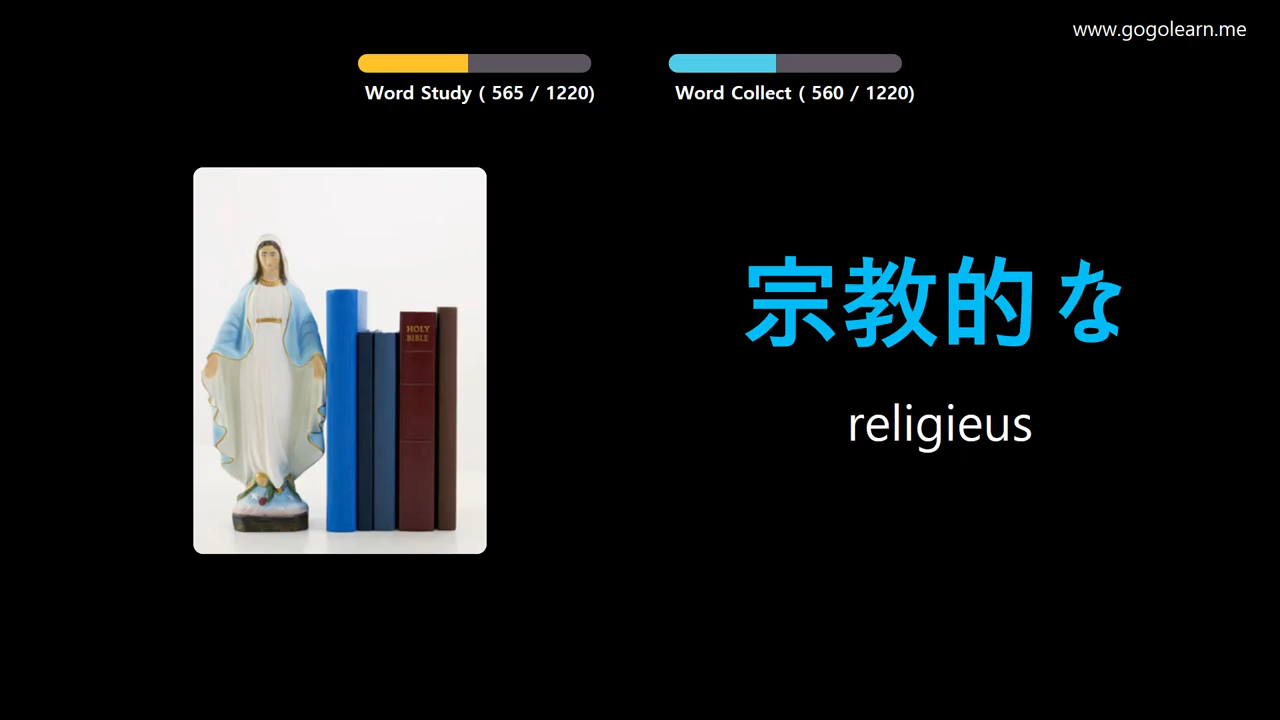 www.gogolearn.me
Word Study ( 565 / 1220)
Word Collect ( 560 / 1220)
HOLY
BIBLE
宗教的な
religieus